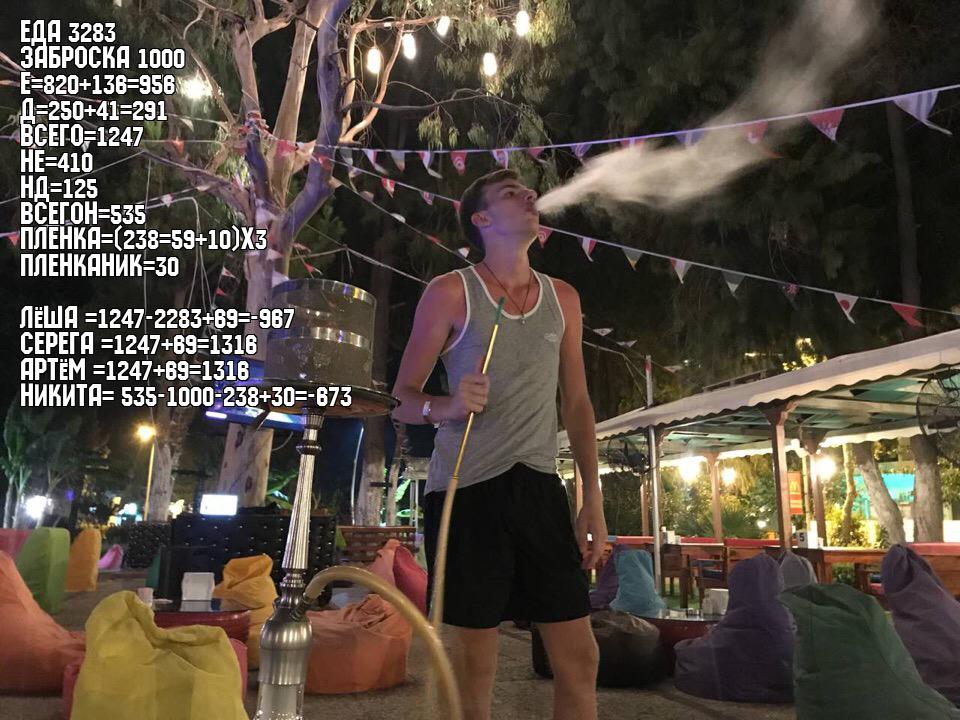 ЕДА 3283
ЗАБРОСКА 1000
Е=820+136=956
Д=250+41=291
ВСЕГО=1247
НЕ=410
НД=125
ВСЕГОН=535
ПЛЕНКА=(238=59+10)Х3
ПЛЕНКАНИК=30
ЛЁША =1247-2283+69=-967
СЕРЕГА =1247+69=1316
АРТЁМ =1247+69=1316
НИКИТА= 535-1000-238+30=-673